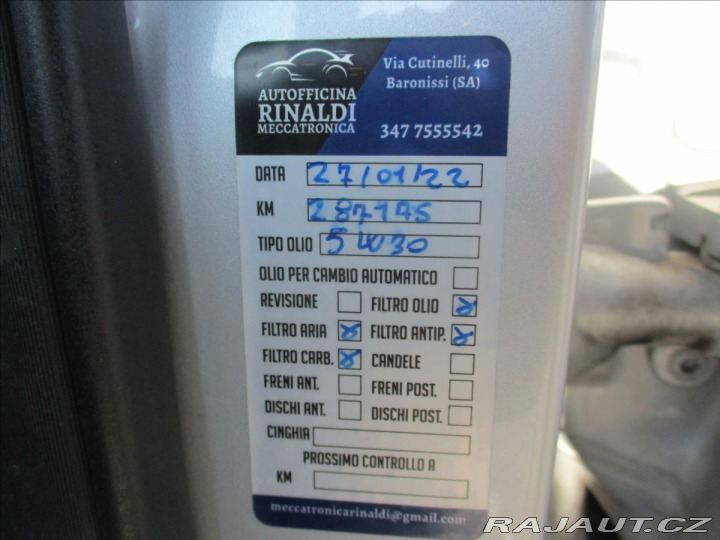 AUTOFFICINA
RINALDI
MECCATRONICA
Via Cutinelli, 40
Baronissi (SA)
347 7555542
DATA 27/01/22
KM 287145
TIPO OLIO 5W30
OLIO PER CAMBIO AUTOMATICO
REVISIONE FILTRO OLIO X
FILTRO ARIA X FILTRO ANTIP. X
FILTRO CARB. X CANDELE
FRENI ANT. FRENI POST.
DISCHI ANT. DISCHI POST.
CINGHIA
PROSSIMO CONTROLLO A
KM
meccatronicarinaldi@gmail.com
RAJAUT.CZ